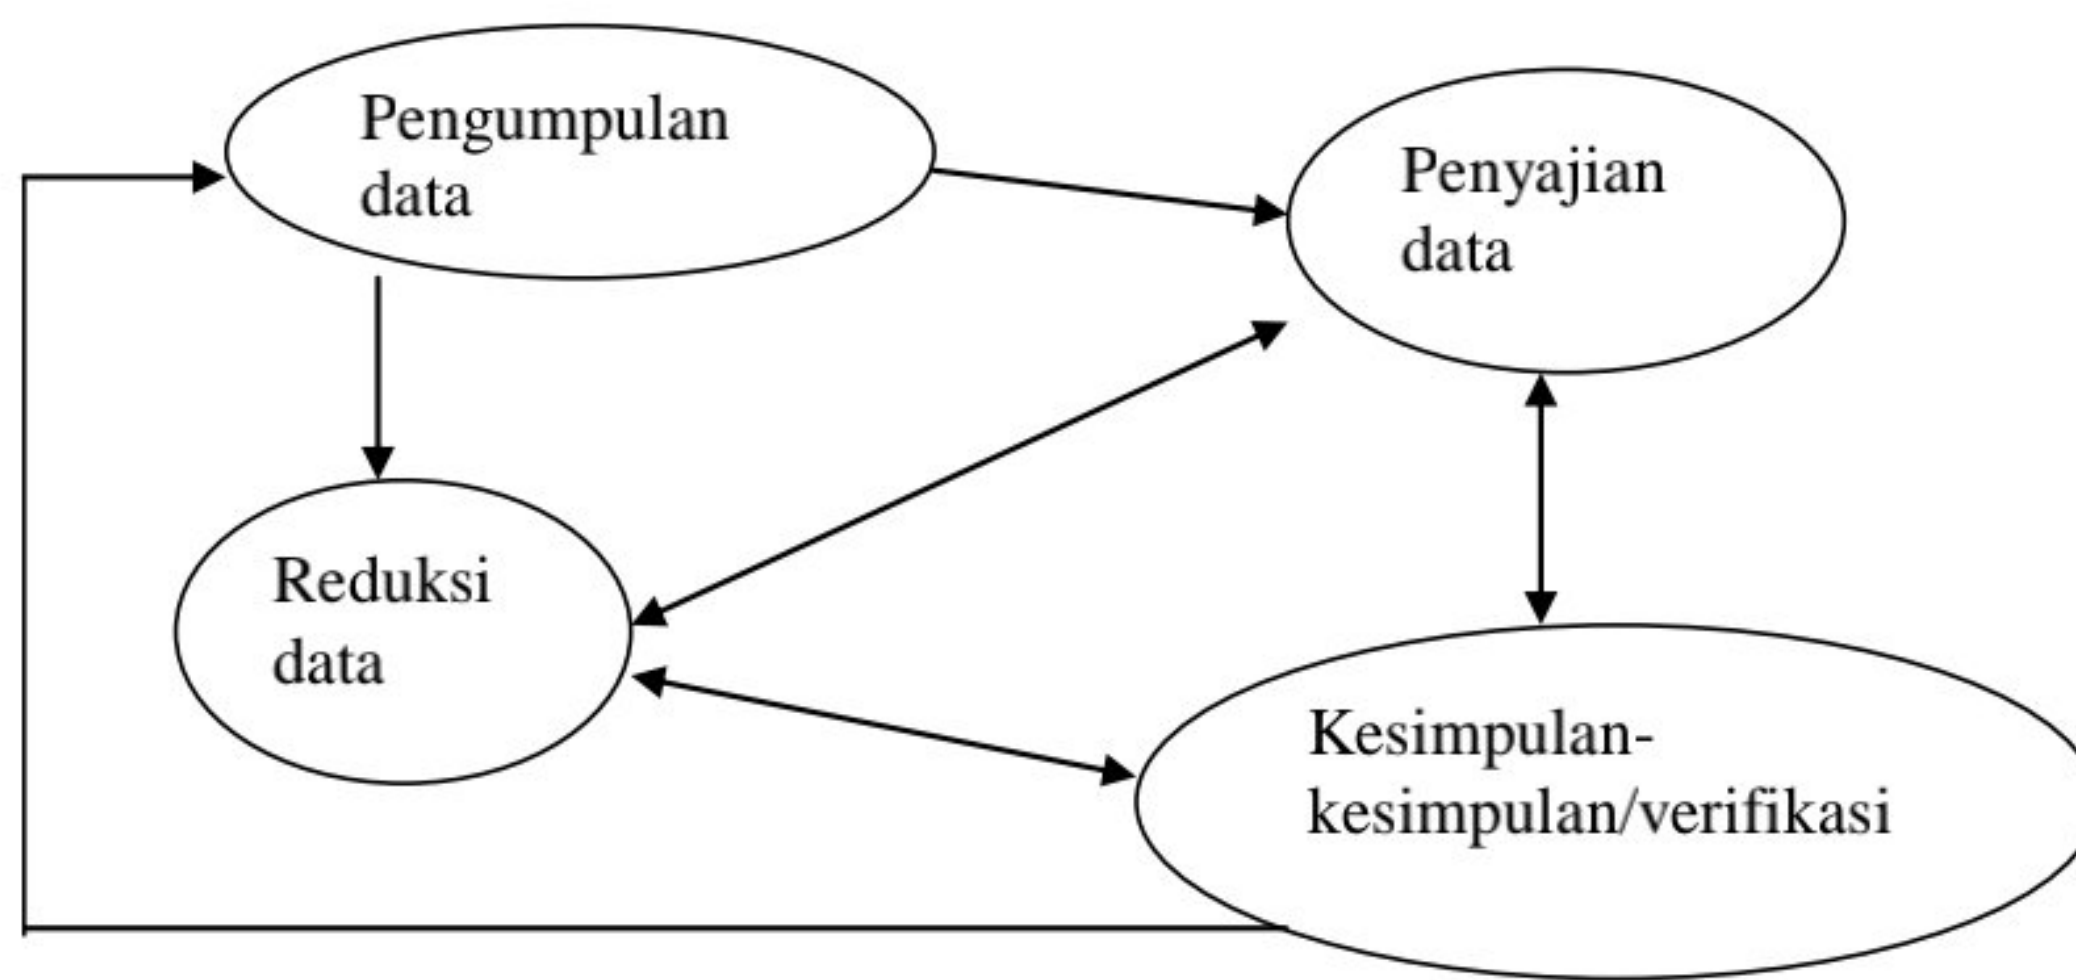 Pengumpulan
data
Penyajian
data
Reduksi
data
Kesimpulan-
kesimpulan/verifikasi